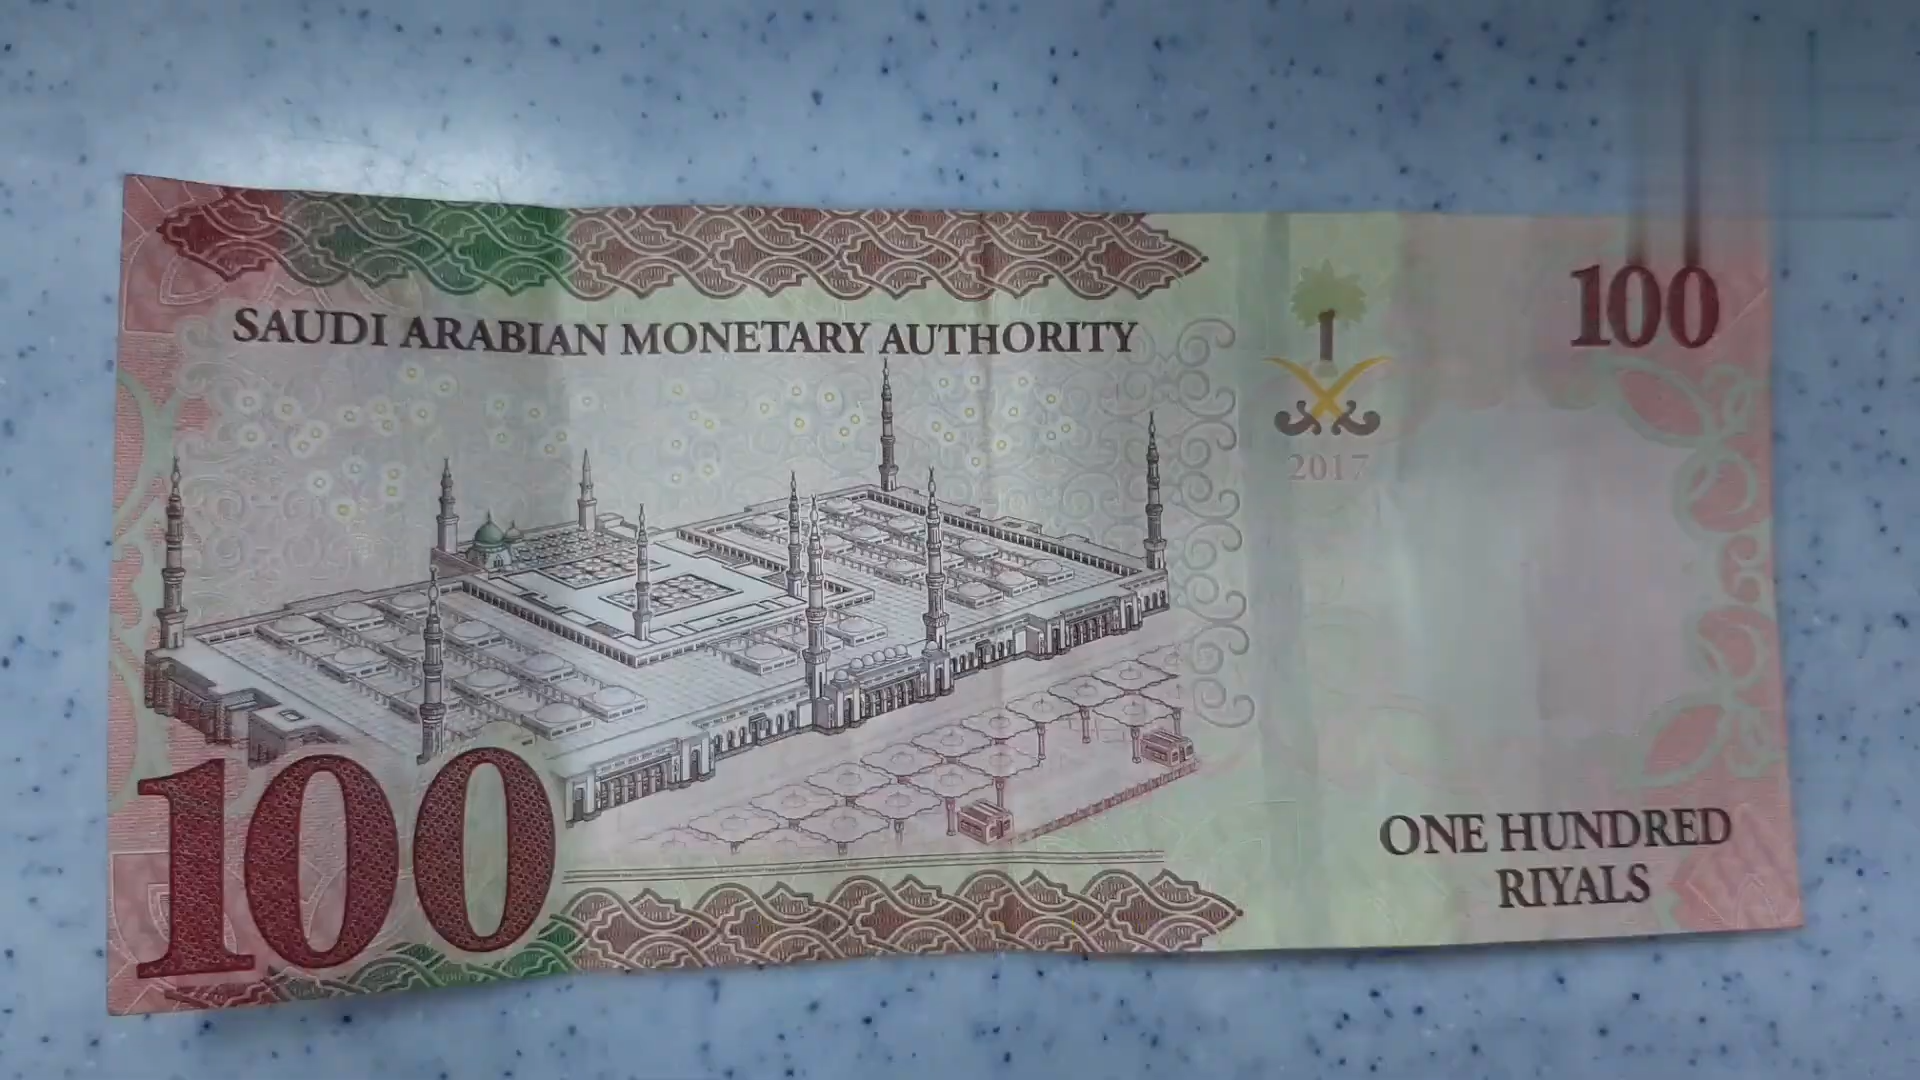 SAUDI ARABIAN MONETARY AUTHORITY
100
2017
100
ONE HUNDRED
RIYALS